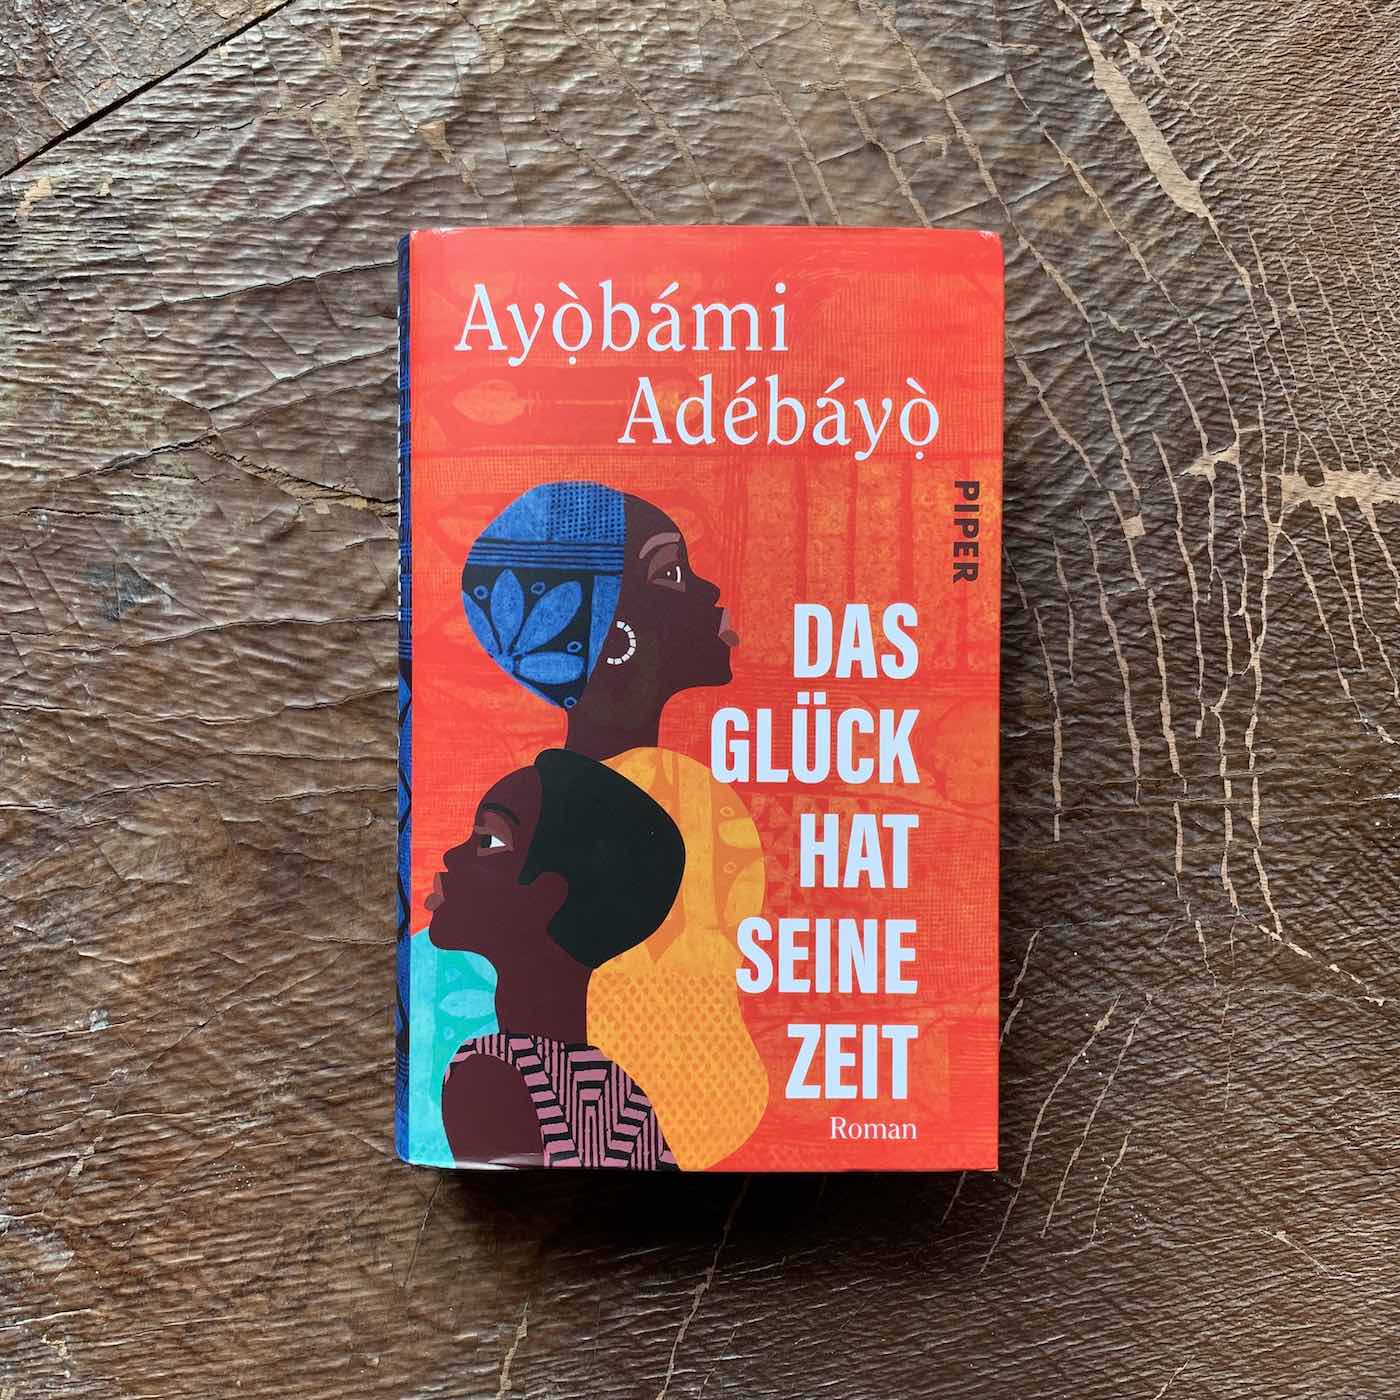 Ayọ̀bámi
Adébáyọ̀
PIPER
DAS
GLÜCK
HAT
SEINE
ZEIT
Roman